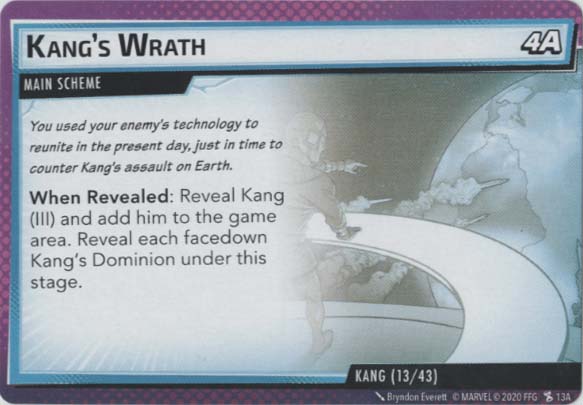 KANG'S WRATH
4A
MAIN SCHEME
You used your enemy's technology to
reunite in the present day, just in time to
counter Kang's assault on Earth.
When Revealed: Reveal Kang
(III) and add him to the game
area. Reveal each facedown
Kang's Dominion under this
stage.
KANG (13/43)
Bryndon Everett © MARVEL © 2020 FFG 13A